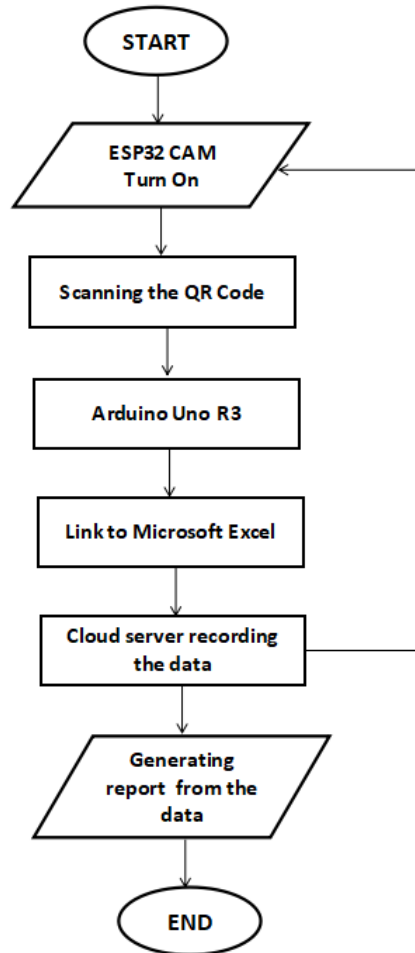 START
ESP32 CAM
Turn On
Scanning the QR Code
Arduino Uno R3
Link to Microsoft Excel
Cloud server recording
the data
Generating
report from the
data
END